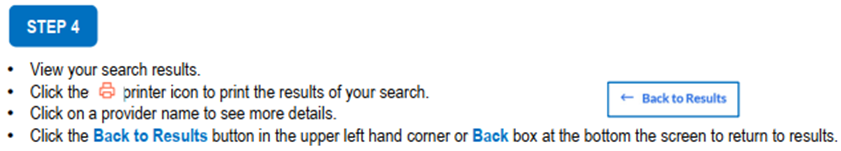 STEP 4
• View your search results.
• Click the printer icon to print the results of your search.
← Back to Results
• Click on a provider name to see more details.
• Click the Back to Results button in the upper left hand corner or Back box at the bottom the screen to return to results.